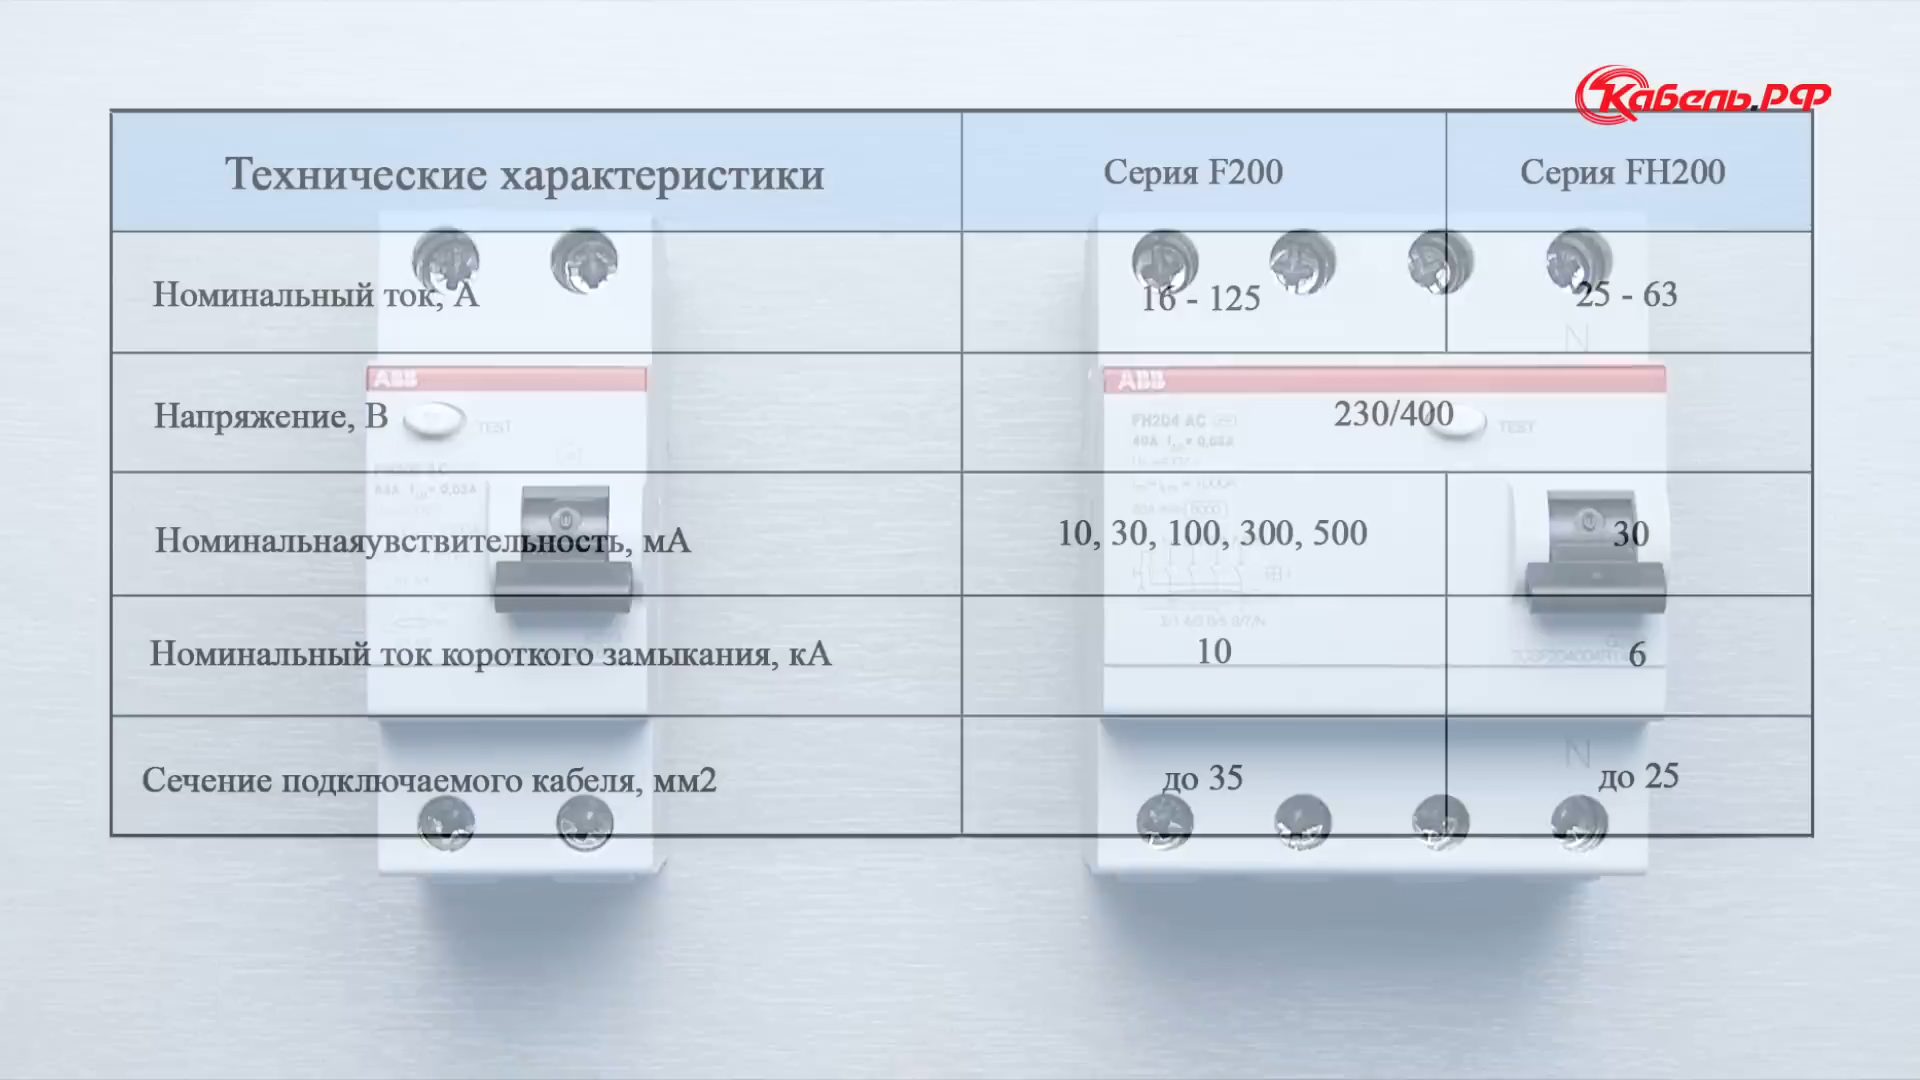 Кабель.РФ
Технические характеристики Серия F200 Серия FH200
Номинальный ток, А 16 - 125 25 - 63
N
ABB ABB
Напряжение, В 230/400
TEST TEST
FH204 AC
40A
10, 30, 100, 300, 500 30
Номинальнаяувствительность, мА
Номинальный ток короткого замыкания, кА 10 6
N
Сечение подключаемого кабеля, мм2 до 35 до 25